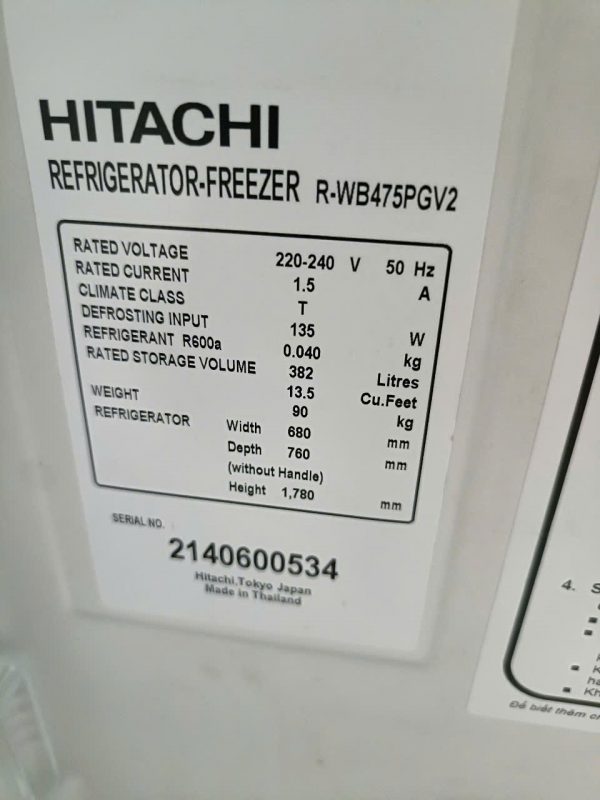 HITACHI
REFRIGERATOR-FREEZER R-WB475PGV2
RATED VOLTAGE 220-240 V 50 Hz
RATED CURRENT 1.5 A
CLIMATE CLASS T
DEFROSTING INPUT 135 W
REFRIGERANT R600a 0.040 kg
RATED STORAGE VOLUME 382 Litres
13.5 Cu.Feet
WEIGHT 90 kg
REFRIGERATOR Width 680 mm
Depth 760 mm
(without Handle)
Height 1,780 mm
SERIAL NO.
2140600534
Hitachi,Tokyo Japan
Made in Thailand
4.
Để biết thêm